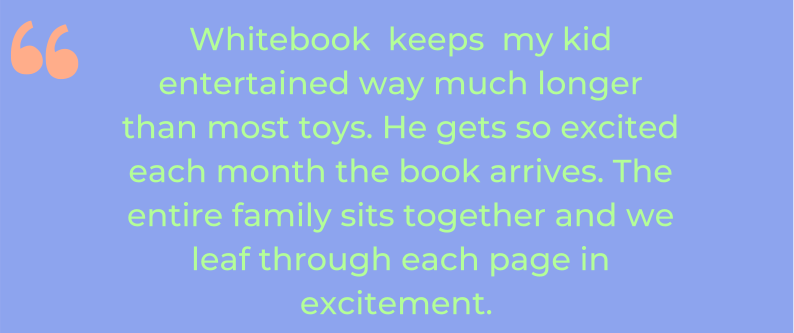 Whitebook keeps my kid
entertained way much longer
than most toys. He gets so excited
each month the book arrives. The
entire family sits together and we
leaf through each page in
excitement.